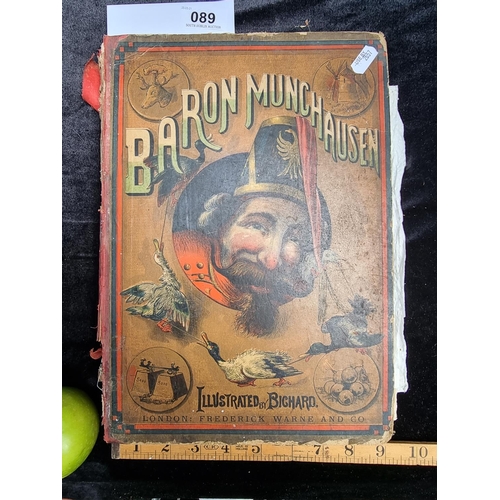 089
BARON MUNCHAUSEN
ILLUSTRATED BY BICHARD.
LONDON: FREDERICK WARNE AND CO.
1 2 3 4 5 6 7 8 9 10